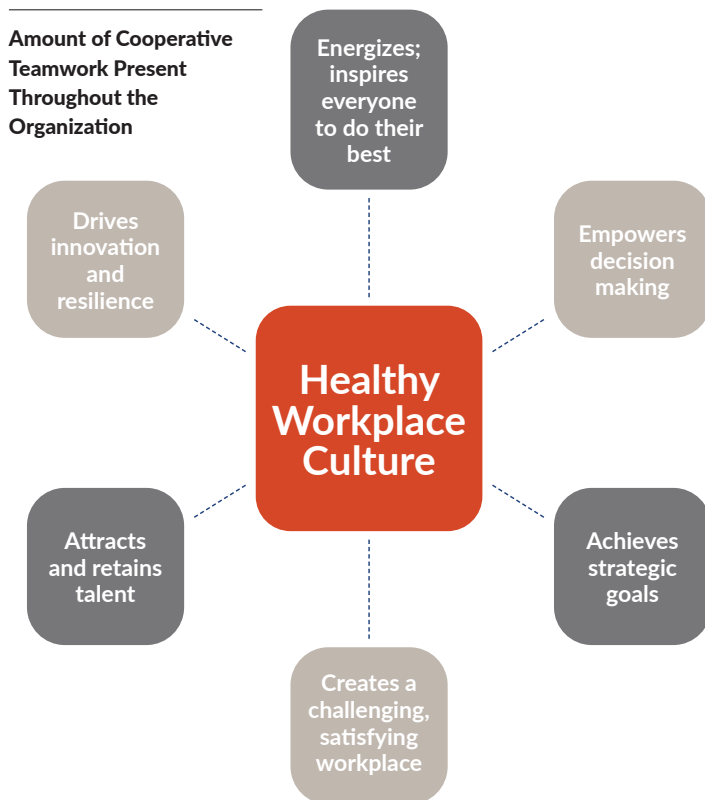 Amount of Cooperative
Teamwork Present
Throughout the
Organization
Energizes;
inspires
everyone
to do their
best
Drives
innovation
and
resilience
Empowers
decision
making
Healthy
Workplace
Culture
Attracts
and retains
talent
Achieves
strategic
goals
Creates a
challenging,
satisfying
workplace